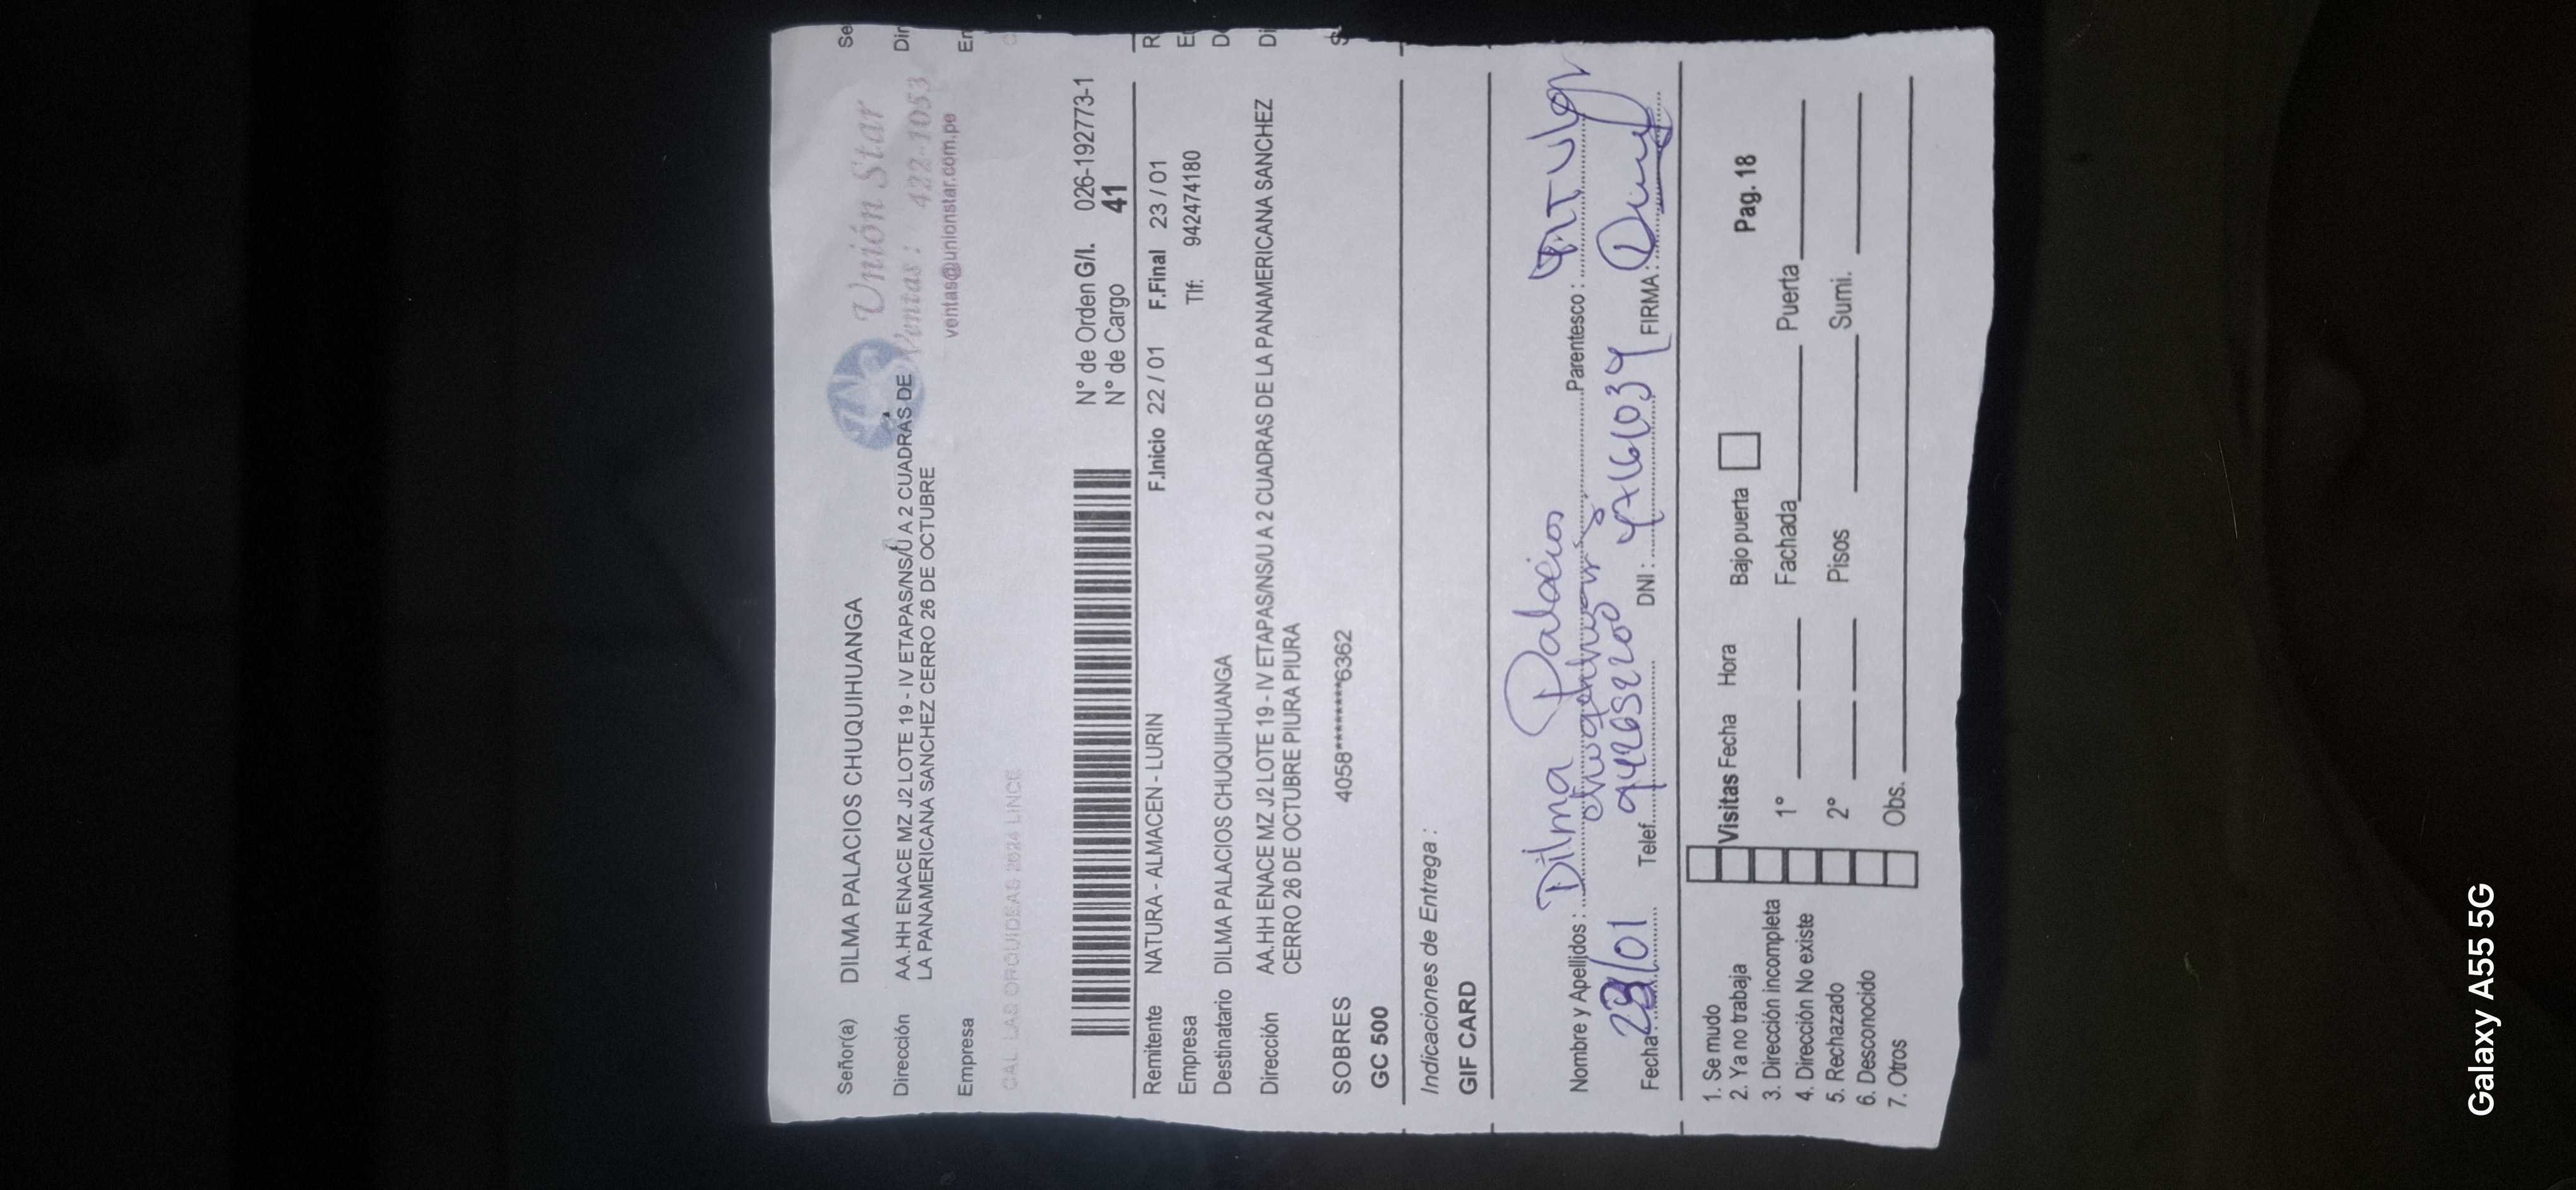 Señor(a) DILMA PALACIOS CHUQUIHUANGA
Unión Star
Ventas : 422-1053
ventas@unionstar.com.pe
Dirección AA.HH ENACE MZ J2 LOTE 19 - IV ETAPAS/NS/U A 2 CUADRAS DE
LA PANAMERICANA SANCHEZ CERRO 26 DE OCTUBRE
Empresa
CAL LAS ORQUIDEAS 2624 LINCE
Se
Dir
Em
N° de Orden G/I. 026-192773-1
N° de Cargo 41
F.Inicio 22 / 01 F.Final 23 / 01
Remitente NATURA - ALMACEN - LURIN
Empresa Tlf: 942474180
Destinatario DILMA PALACIOS CHUQUIHUANGA
Dirección AA.HH ENACE MZ J2 LOTE 19 - IV ETAPAS/NS/U A 2 CUADRAS DE LA PANAMERICANA SANCHEZ
CERRO 26 DE OCTUBRE PIURA PIURA
R
E
D
Di
SOBRES 4058********6362
GC 500
Indicaciones de Entrega :
GIF CARD
Nombre y Apellidos : Dilma Palacios
Parentesco :
Fecha: 23/01 Telef. DNI : FIRMA :
1. Se mudo
2. Ya no trabaja
3. Dirección incompleta
4. Dirección No existe
5. Rechazado
6. Desconocido
7. Otros
Visitas Fecha Hora Bajo puerta Pag. 18
1° Fachada Puerta
2° Pisos Sumi.
Obs.
Galaxy A55 5G